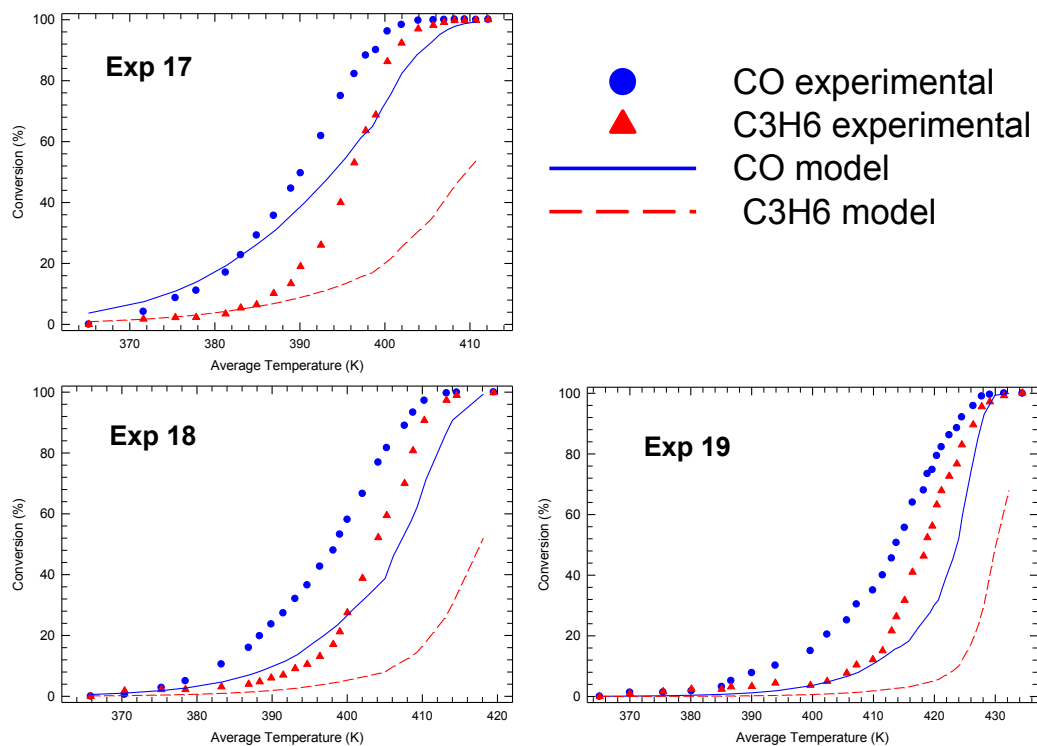 Exp 17
100
80
60
40
20
0
Conversion (%)
370
380
390
400
410
Average Temperature (K)
CO experimental
C3H6 experimental
CO model
C3H6 model
Exp 18
100
80
60
40
20
0
Conversion (%)
370
380
390
400
410
420
Average Temperature (K)
Exp 19
100
80
60
40
20
0
Conversion (%)
370
380
390
400
410
420
430
Average Temperature (K)